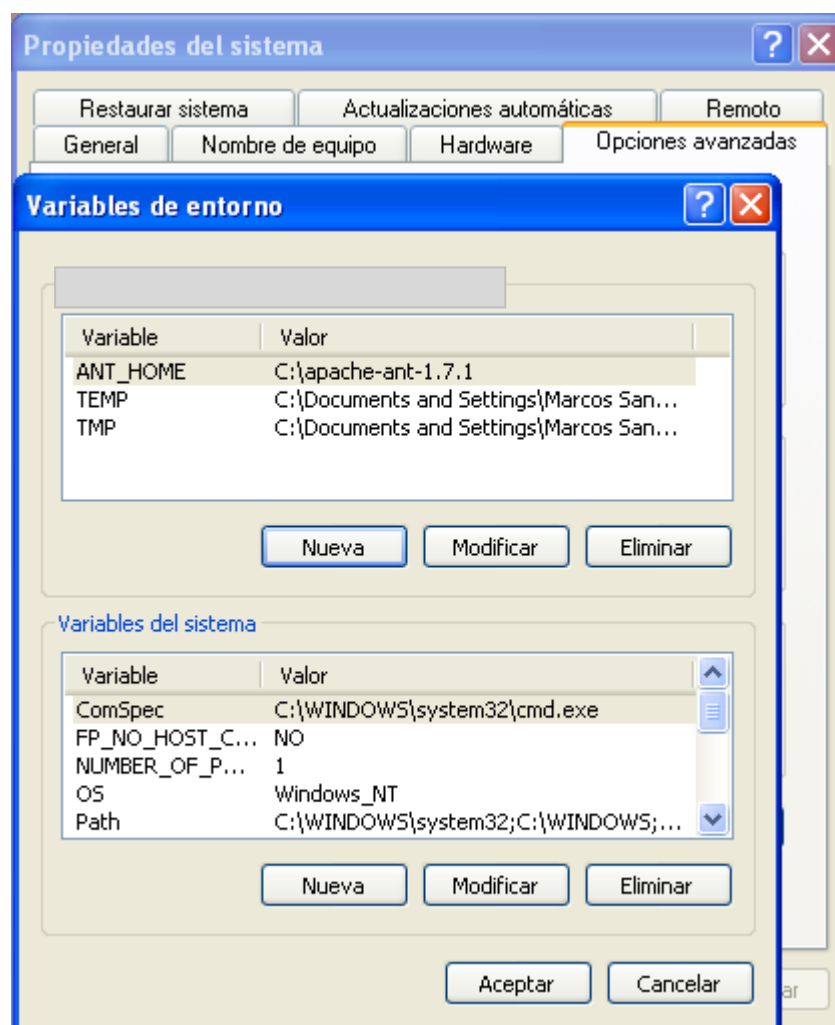 Propiedades del sistema
Restaurar sistema Actualizaciones automáticas Remoto
General Nombre de equipo Hardware Opciones avanzadas
Variables de entorno
Variable Valor
ANT_HOME C:\apache-ant-1.7.1
TEMP C:\Documents and Settings\Marcos San...
TMP C:\Documents and Settings\Marcos San...
Nueva Modificar Eliminar
Variables del sistema
Variable Valor
ComSpec C:\WINDOWS\system32\cmd.exe
FP_NO_HOST_C... NO
NUMBER_OF_P... 1
OS Windows_NT
Path C:\WINDOWS\system32;C:\WINDOWS;...
Nueva Modificar Eliminar
Aceptar Cancelar
ar